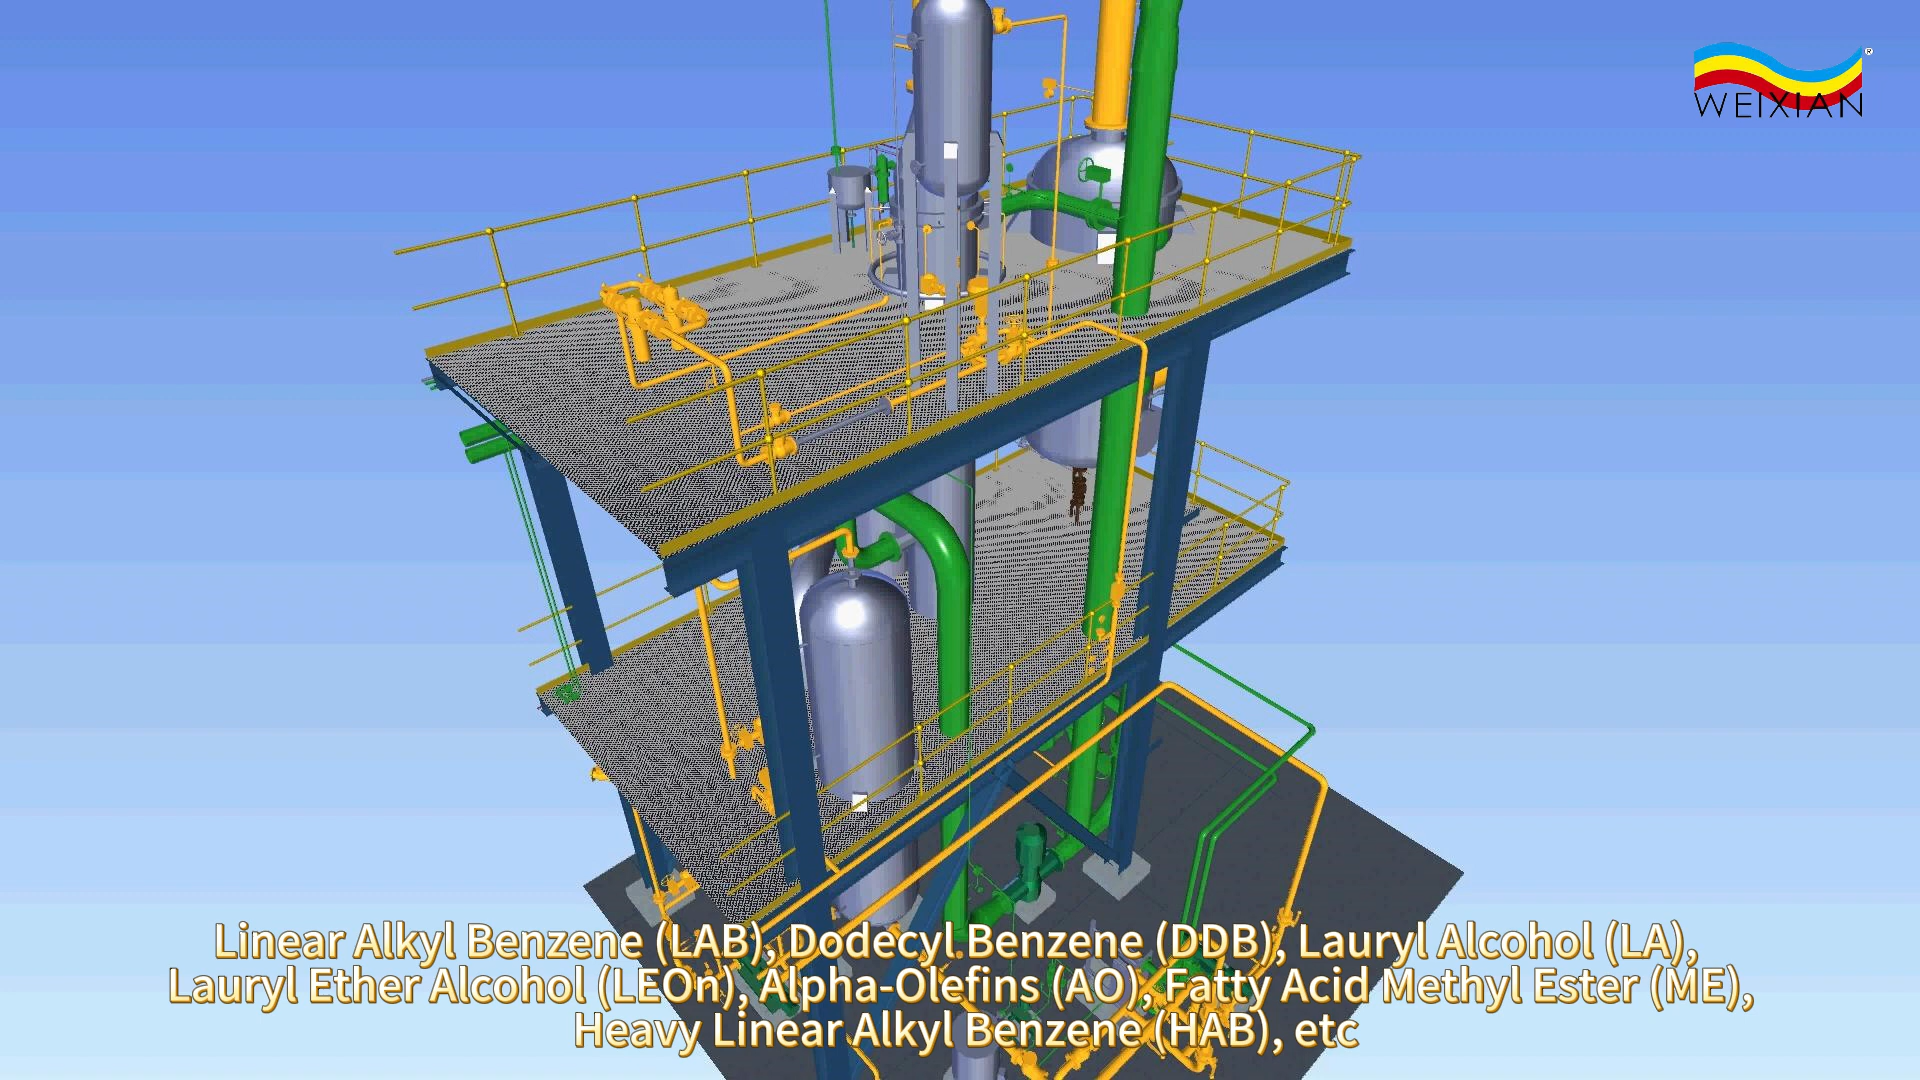 WEIXIAN
Linear Alkyl Benzene (LAB), Dodecyl Benzene (DDB), Lauryl Alcohol (LA),
Lauryl Ether Alcohol (LEOn), Alpha-Olefins (AO), Fatty Acid Methyl Ester (ME),
Heavy Linear Alkyl Benzene (HAB), etc